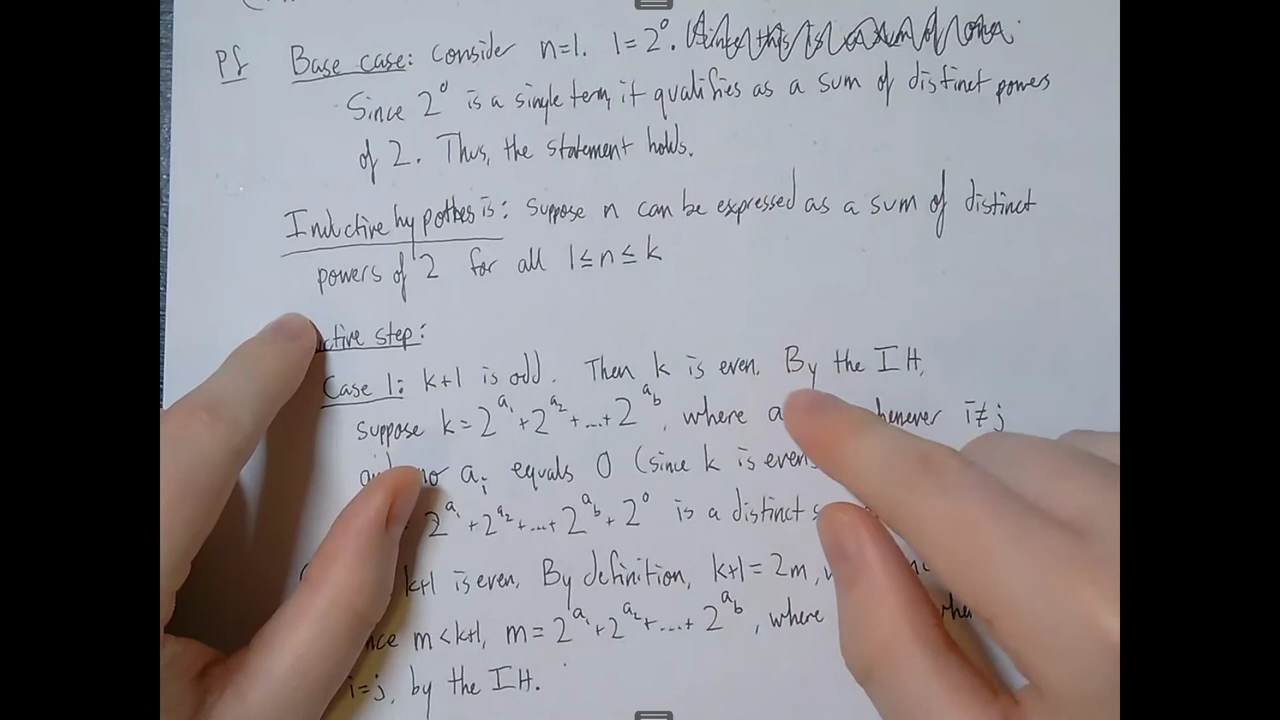 Pf Base case: Consider n=1. 1=2⁰.
Since 2⁰ is a single term, it qualifies as a sum of distinct powers
of 2. Thus, the statement holds.
Inductive hypothesis: Suppose n can be expressed as a sum of distinct
powers of 2 for all 1≤n≤k
ctive step:
Case 1: k+1 is odd. Then k is even. By the IH,
suppose k = 2^a₁ + 2^a₂ + ... + 2^a_b, where a whenever i≠j
no aᵢ equals 0 (since k is even
2^a₁ + 2^a₂ + ... + 2^a_b + 2⁰ is a distinct s
k+1 is even. By definition, k+1 = 2m,
nce m<k+1, m = 2^a₁ + 2^a₂ + ... + 2^a_b, where whe
i=j, by the IH.